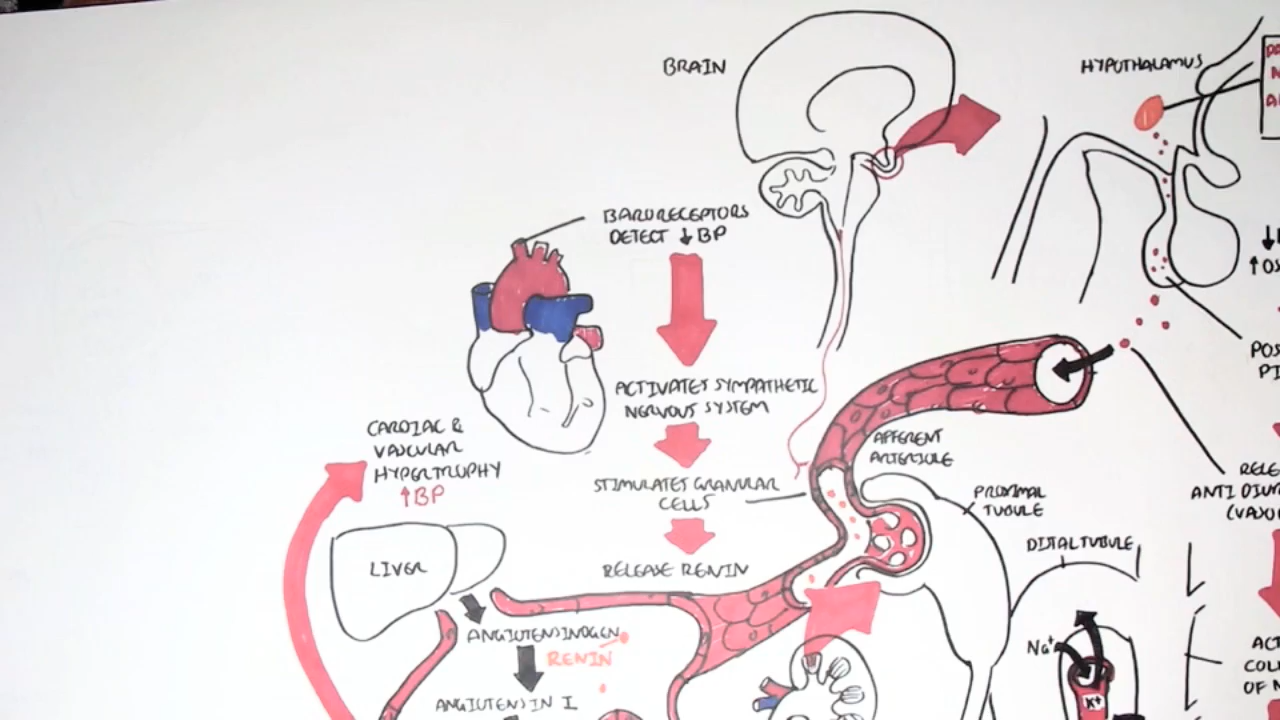 BRAIN
HYPOTHALAMUS
BARORECEPTORS
DETECT ↓BP
ACTIVATES SYMPATHETIC
NERVOUS SYSTEM
STIMULATES GRANULAR
CELLS
RELEASE RENIN
CARDIAC &
VASCULAR
HYPERTROPHY
↑BP
LIVER
ANGIOTENSINOGEN
RENIN
ANGIOTENSIN I
AFFERENT
ARTERIOLE
PROXIMAL
TUBULE
DISTAL TUBULE
Na+
K+